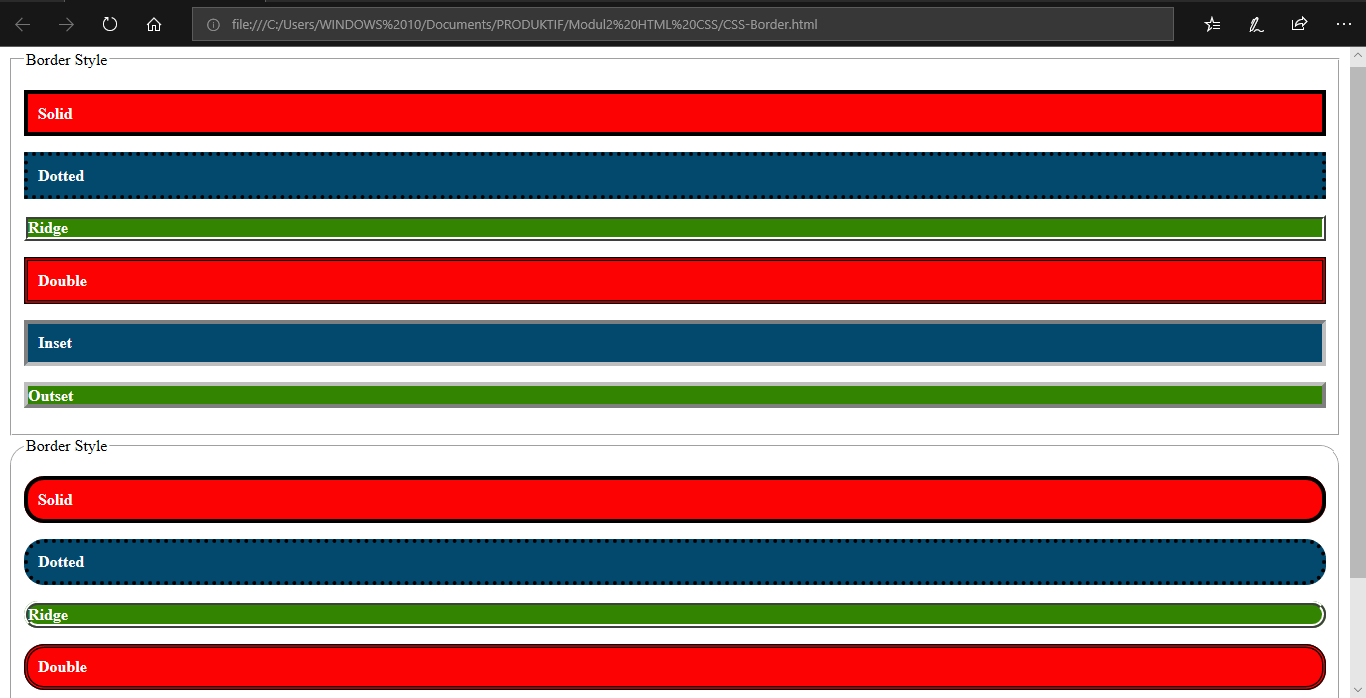 file:///C:/Users/WINDOWS%2010/Documents/PRODUKTIF/Modul2%20HTML%20CSS/CSS-Border.html
Border Style
Solid
Dotted
Ridge
Double
Inset
Outset
Border Style
Solid
Dotted
Ridge
Double